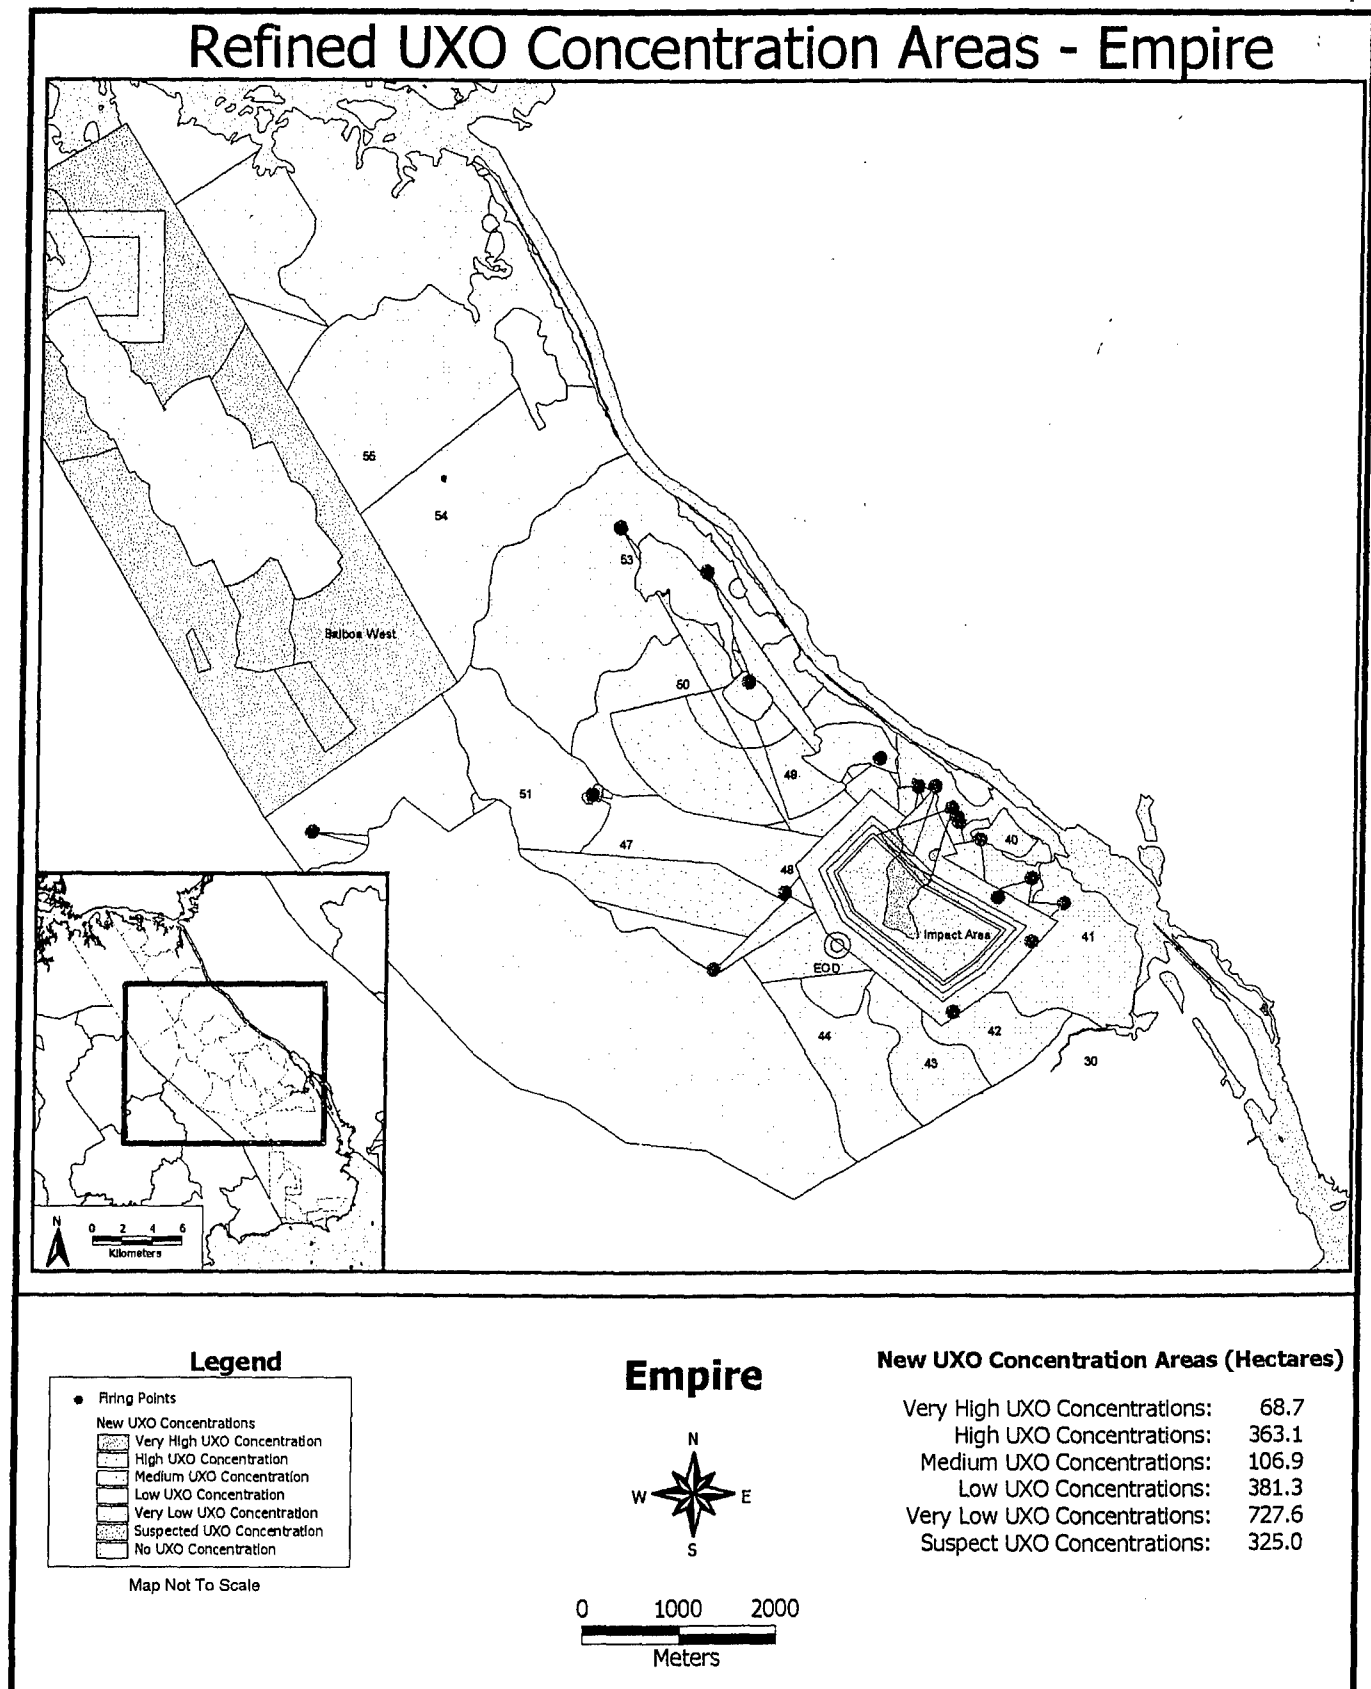 Refined UXO Concentration Areas - Empire
55
54
53
Balboa West
50
49
51
47
48
40
Impact Area
41
EOD
44
42
43
30
N
0 2 4 6
Kilometers
Legend
Firing Points
New UXO Concentrations
Very High UXO Concentration
High UXO Concentration
Medium UXO Concentration
Low UXO Concentration
Very Low UXO Concentration
Suspected UXO Concentration
No UXO Concentration
Map Not To Scale
Empire
N
W E
S
0 1000 2000
Meters
New UXO Concentration Areas (Hectares)
Very High UXO Concentrations: 68.7
High UXO Concentrations: 363.1
Medium UXO Concentrations: 106.9
Low UXO Concentrations: 381.3
Very Low UXO Concentrations: 727.6
Suspect UXO Concentrations: 325.0